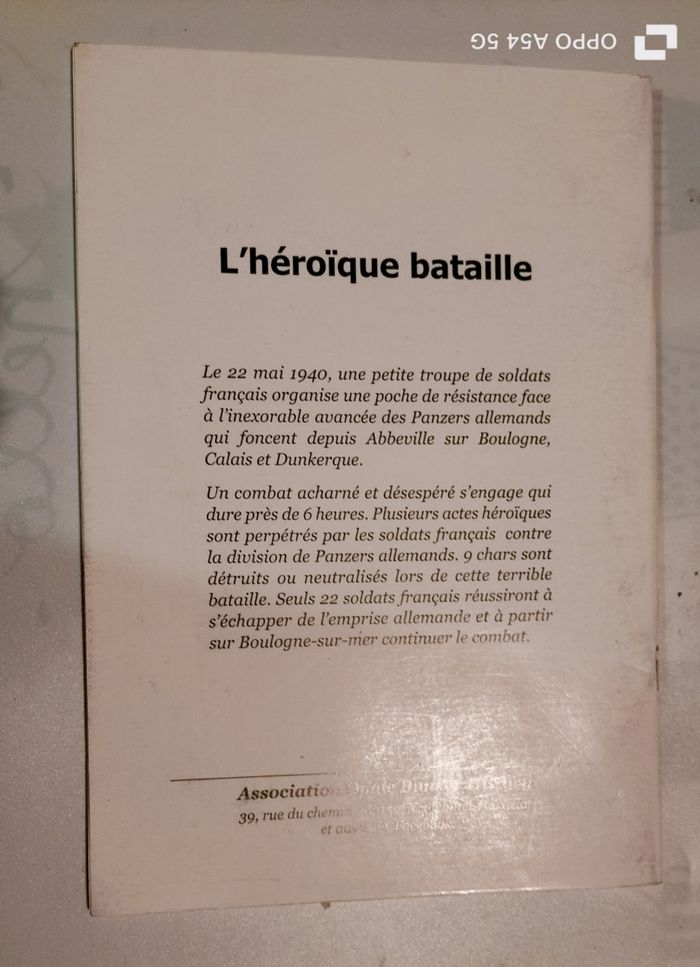 OPPO A54 5G
L'héroïque bataille
Le 22 mai 1940, une petite troupe de soldats
français organise une poche de résistance face
à l'inexorable avancée des Panzers allemands
qui foncent depuis Abbeville sur Boulogne,
Calais et Dunkerque.
Un combat acharné et désespéré s'engage qui
dure près de 6 heures. Plusieurs actes héroïques
sont perpétrés par les soldats français contre
la division de Panzers allemands. 9 chars sont
détruits ou neutralisés lors de cette terrible
bataille. Seuls 22 soldats français réussiront à
s'échapper de l'emprise allemande et à partir
sur Boulogne-sur-mer continuer le combat.
Association Opale
39, rue du chemin
et aussi Facebook